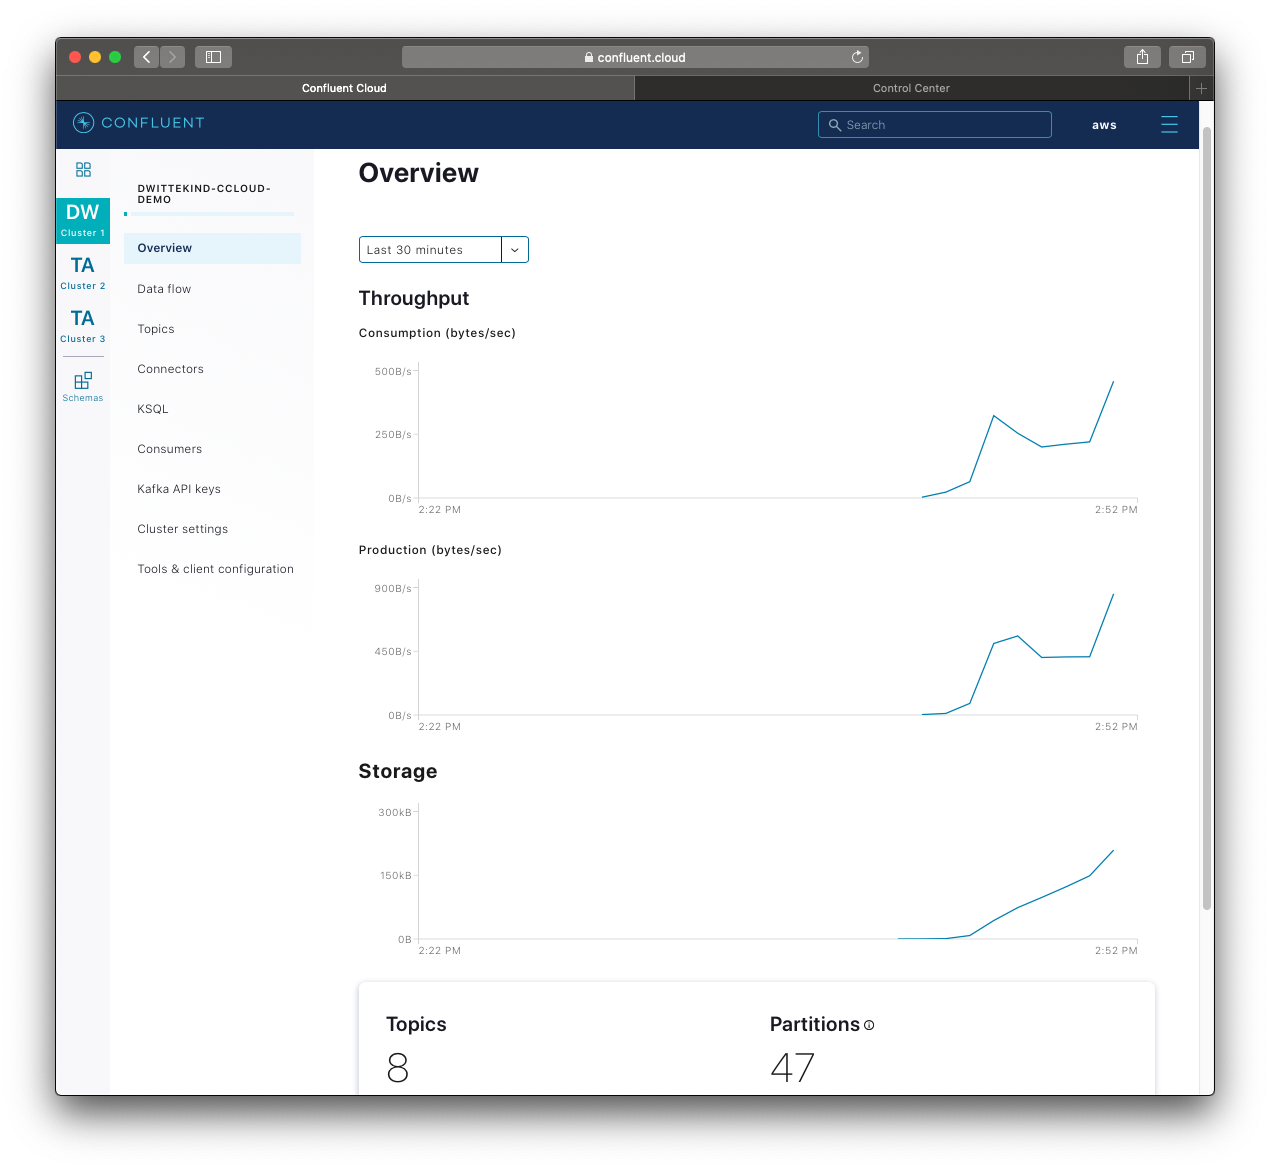 confluent.cloud
Confluent Cloud
Control Center
CONFLUENT
Search
aws
DW
Cluster 1
TA
Cluster 2
TA
Cluster 3
Schemas
DWITTEKIND-CCLOUD-
DEMO
Overview
Data flow
Topics
Connectors
KSQL
Consumers
Kafka API keys
Cluster settings
Tools & client configuration
Overview
Last 30 minutes
Throughput
Consumption (bytes/sec)
500B/s
250B/s
0B/s
2:22 PM
2:52 PM
Production (bytes/sec)
900B/s
450B/s
0B/s
2:22 PM
2:52 PM
Storage
300kB
150kB
0B
2:22 PM
2:52 PM
Topics
8
Partitions
47